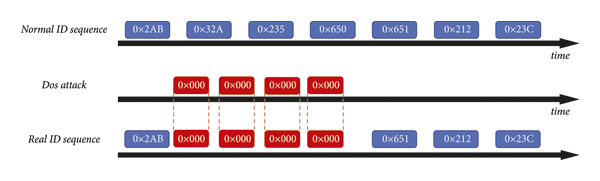 Normal ID sequence 0×2AB 0×32A 0×235 0×650 0×651 0×212 0×23C
time
Dos attack 0×000 0×000 0×000 0×000
time
Real ID sequence 0×2AB 0×000 0×000 0×000 0×000 0×651 0×212 0×23C
time